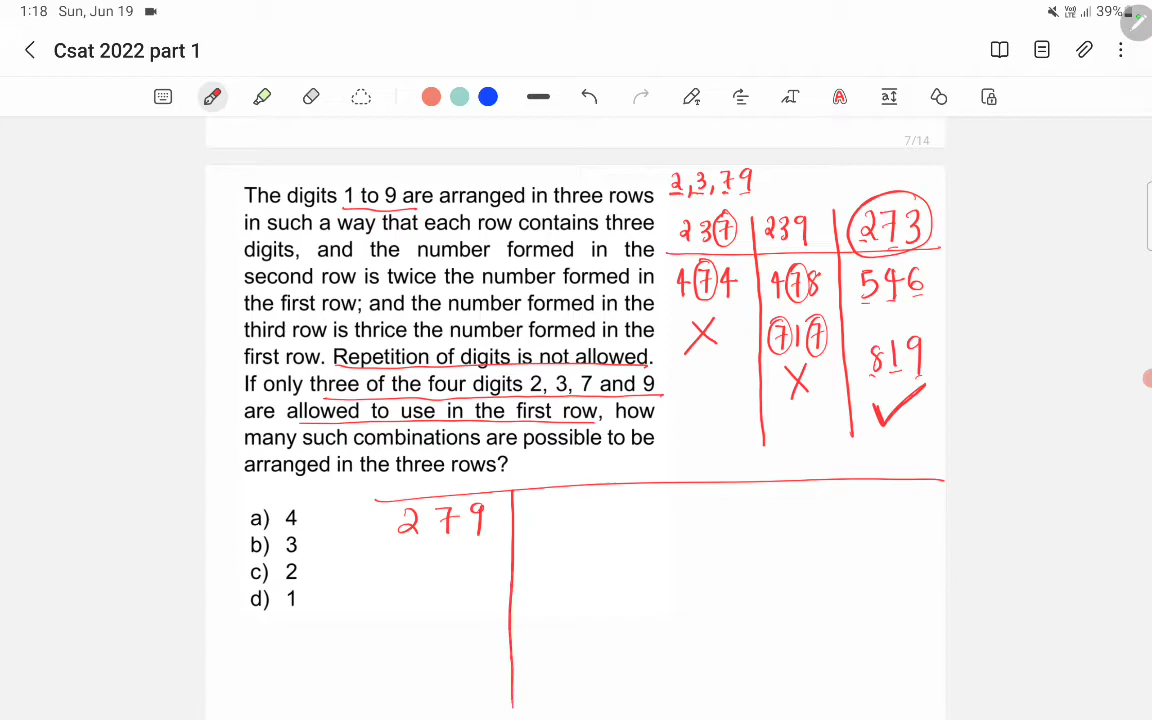 1:18 Sun, Jun 19 39%
Csat 2022 part 1
7/14
The digits 1 to 9 are arranged in three rows
in such a way that each row contains three
digits, and the number formed in the
second row is twice the number formed in
the first row; and the number formed in the
third row is thrice the number formed in the
first row. Repetition of digits is not allowed.
If only three of the four digits 2, 3, 7 and 9
are allowed to use in the first row, how
many such combinations are possible to be
arranged in the three rows?
a) 4
b) 3
c) 2
d) 1
2, 3, 7 9
237 239 273
474 478 546
X 717 819
X
279